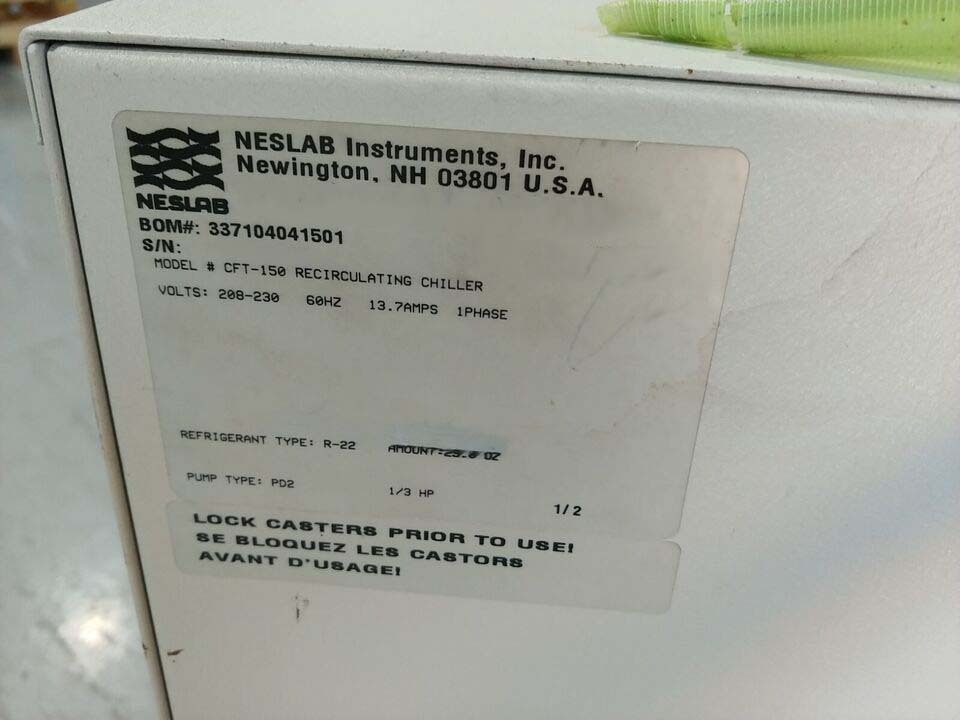 NESLAB Instruments, Inc.
Newington, NH 03801 U.S.A.
NESLAB
BOM#: 337104041501
S/N:
MODEL # CFT-150 RECIRCULATING CHILLER
VOLTS: 208-230 60HZ 13.7AMPS 1PHASE
REFRIGERANT TYPE: R-22 AMOUNT: OZ
PUMP TYPE: PD2 1/3 HP 1/2
LOCK CASTERS PRIOR TO USE!
SE BLOQUEZ LES CASTORS
AVANT D'USAGE!